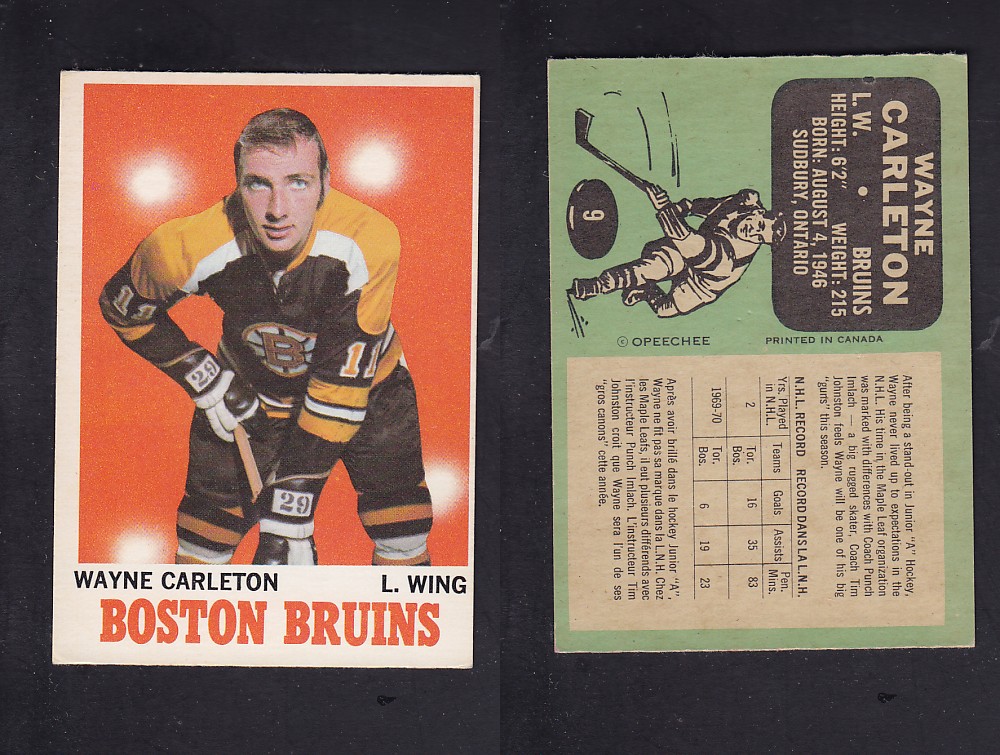 11
B
11
29
29
WAYNE CARLETON L. WING
BOSTON BRUINS
WAYNE
CARLETON
L. W. • BRUINS
HEIGHT: 6'2" WEIGHT: 215
BORN: AUGUST 4, 1946
SUDBURY, ONTARIO
9
© OPEECHEE PRINTED IN CANADA
After being a stand-out in Junior "A" Hockey,
Wayne never lived up to expectations in the
N.H.L. His time in the Maple Leaf organization
was marked with differences with Coach Punch
Imlach — a big rugged skater, Coach Tim
Johnston feels Wayne will be one of his big
"guns" this season.
N.H.L. RECORD RECORD DANS LA L.N.H.
Yrs. Played in N.H.L. Teams Goals Assists Pen. Mins.
2 Tor. Bos. 16 35 83
1969-70 Tor. Bos. 6 19 23
Après avoir brillé dans le hockey Junior "A",
Wayne ne fit pas sa marque dans la L.N.H. Chez
les Maple Leafs, il eut plusieurs différends avec
l'instructeur Punch Imlach. L'instructeur Tim
Johnston croit que Wayne sera l'un de ses
"gros canons" cette année.